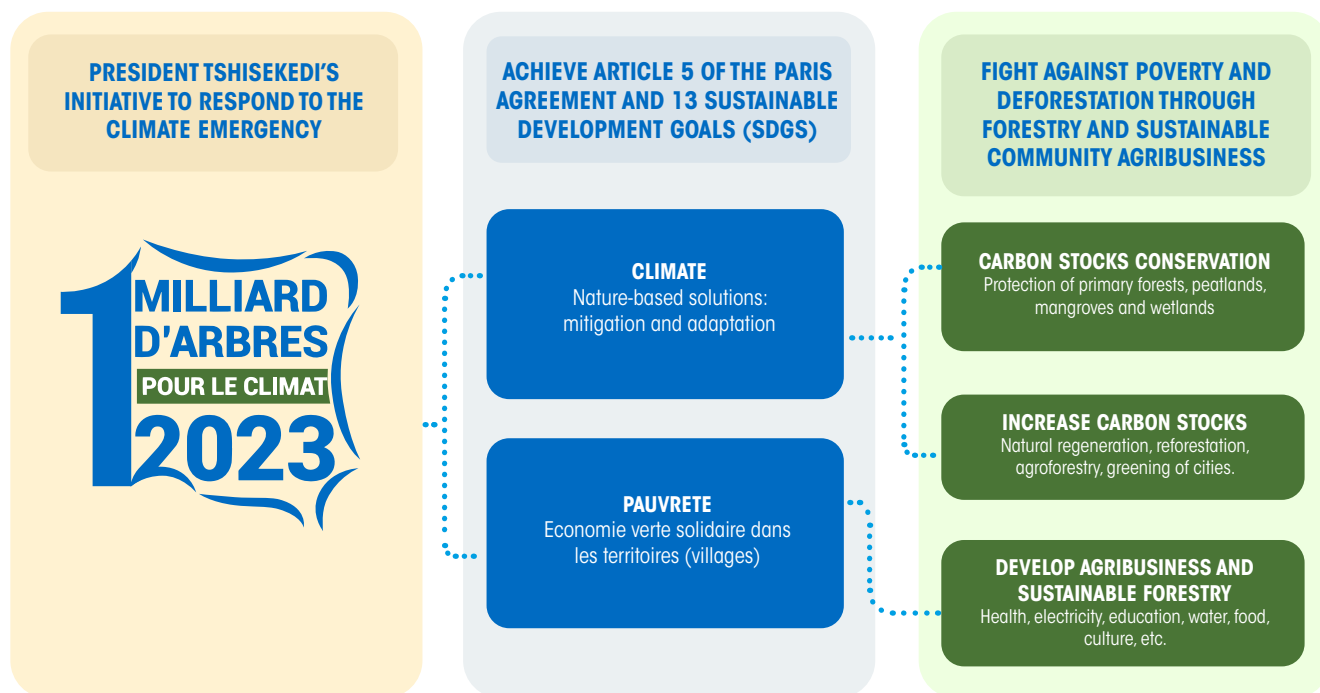 PRESIDENT TSHISEKEDI'S
INITIATIVE TO RESPOND TO THE
CLIMATE EMERGENCY
1 MILLIARD
D'ARBRES
POUR LE CLIMAT
2023
ACHIEVE ARTICLE 5 OF THE PARIS
AGREEMENT AND 13 SUSTAINABLE
DEVELOPMENT GOALS (SDGS)
CLIMATE
Nature-based solutions:
mitigation and adaptation
PAUVRETE
Economie verte solidaire dans
les territoires (villages)
FIGHT AGAINST POVERTY AND
DEFORESTATION THROUGH
FORESTRY AND SUSTAINABLE
COMMUNITY AGRIBUSINESS
CARBON STOCKS CONSERVATION
Protection of primary forests, peatlands,
mangroves and wetlands
INCREASE CARBON STOCKS
Natural regeneration, reforestation,
agroforestry, greening of cities.
DEVELOP AGRIBUSINESS AND
SUSTAINABLE FORESTRY
Health, electricity, education, water, food,
culture, etc.